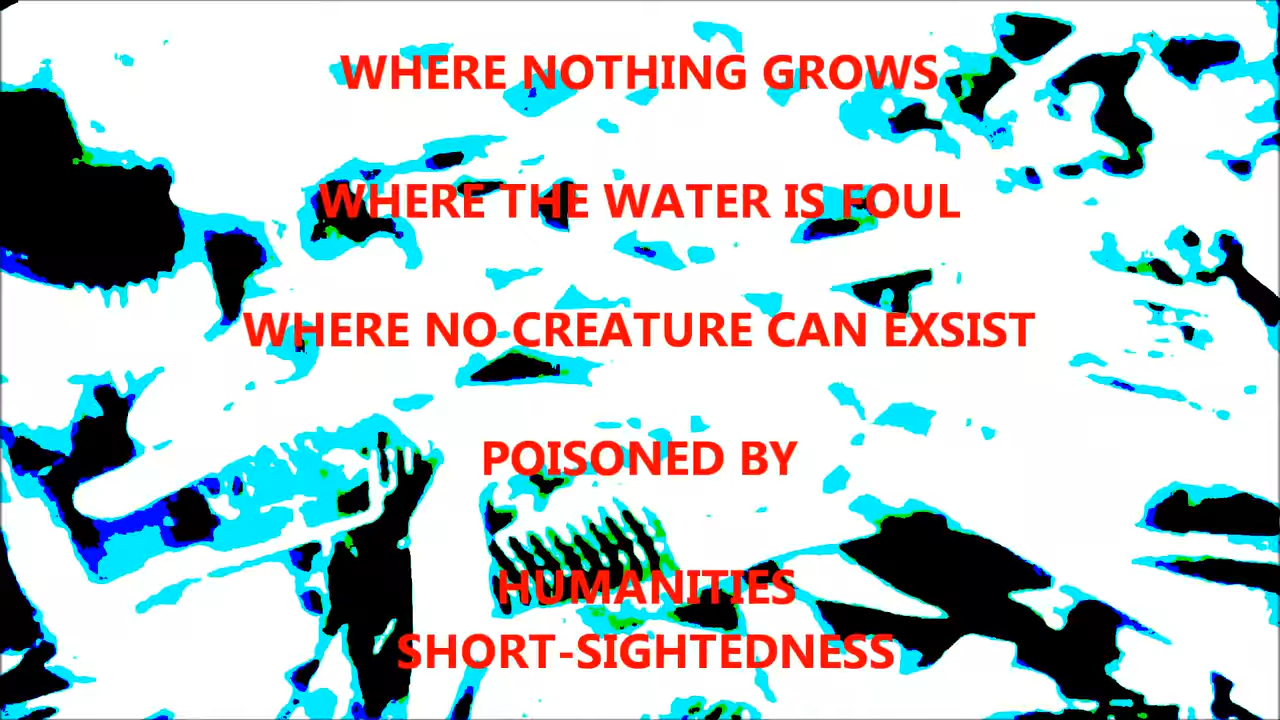 WHERE NOTHING GROWS
WHERE THE WATER IS FOUL
WHERE NO CREATURE CAN EXSIST
POISONED BY
HUMANITIES
SHORT-SIGHTEDNESS